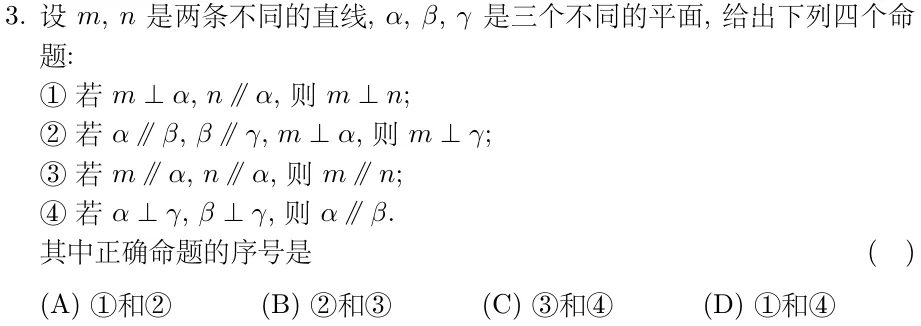 3. 设 m, n 是两条不同的直线, α, β, γ 是三个不同的平面, 给出下列四个命
题:
① 若 m ⊥ α, n ∥ α, 则 m ⊥ n;
② 若 α ∥ β, β ∥ γ, m ⊥ α, 则 m ⊥ γ;
③ 若 m ∥ α, n ∥ α, 则 m ∥ n;
④ 若 α ⊥ γ, β ⊥ γ, 则 α ∥ β.
其中正确命题的序号是 ( )
(A) ①和② (B) ②和③ (C) ③和④ (D) ①和④